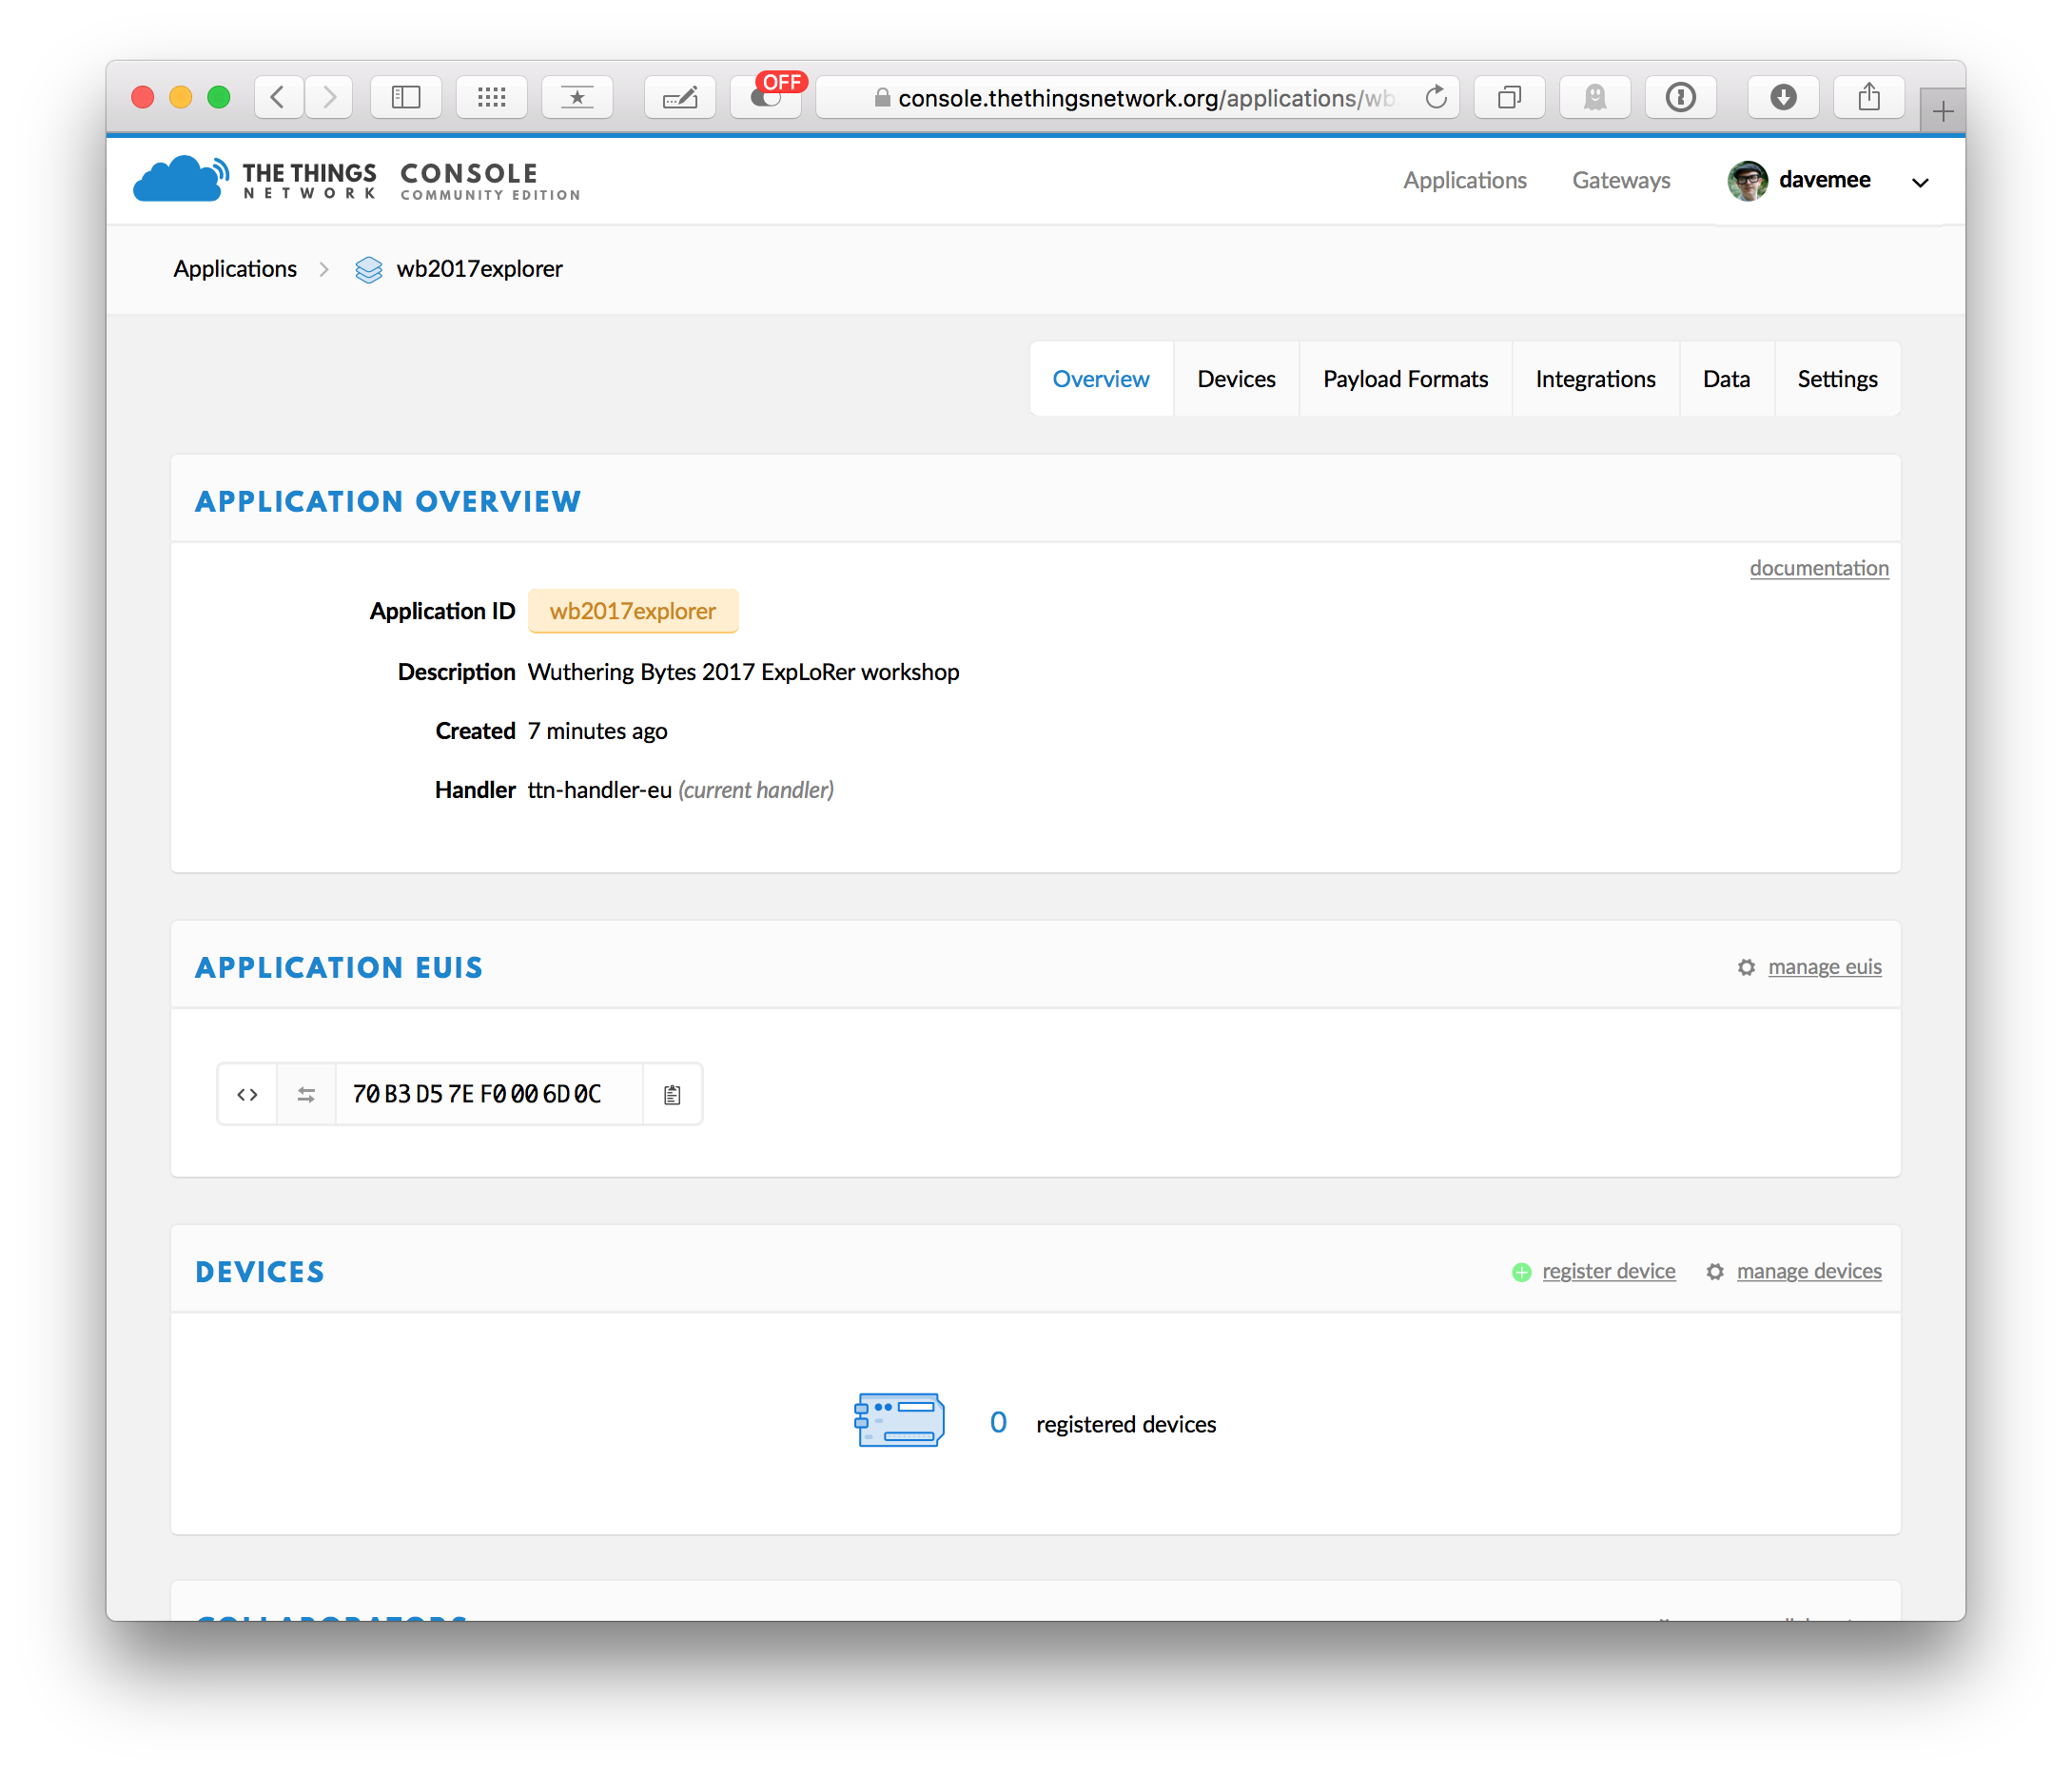 OFF
console.thethingsnetwork.org/applications/wb
THE THINGS NETWORK CONSOLE COMMUNITY EDITION
Applications Gateways davemee
Applications wb2017explorer
Overview Devices Payload Formats Integrations Data Settings
APPLICATION OVERVIEW
documentation
Application ID wb2017explorer
Description Wuthering Bytes 2017 ExpLoRer workshop
Created 7 minutes ago
Handler ttn-handler-eu (current handler)
APPLICATION EUIS manage euis
<> 70 B3 D5 7E F0 00 6D 0C
DEVICES register device manage devices
0 registered devices
COLLABORATORS